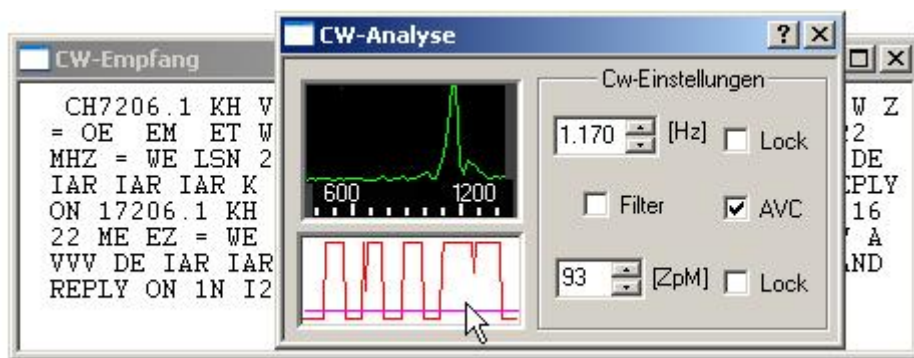 CW-Empfang
CH7206.1 KH V W Z
= OE EM ET W 22
MHZ = WE LSN 2 DE
IAR IAR IAR K EPLY
ON 17206.1 KH 16
22 ME EZ = WE A
VVV DE IAR IAR AND
REPLY ON 1N I2
CW-Analyse
600 1200
Cw-Einstellungen
1.170 [Hz] Lock
Filter AVC
93 [ZpM] Lock